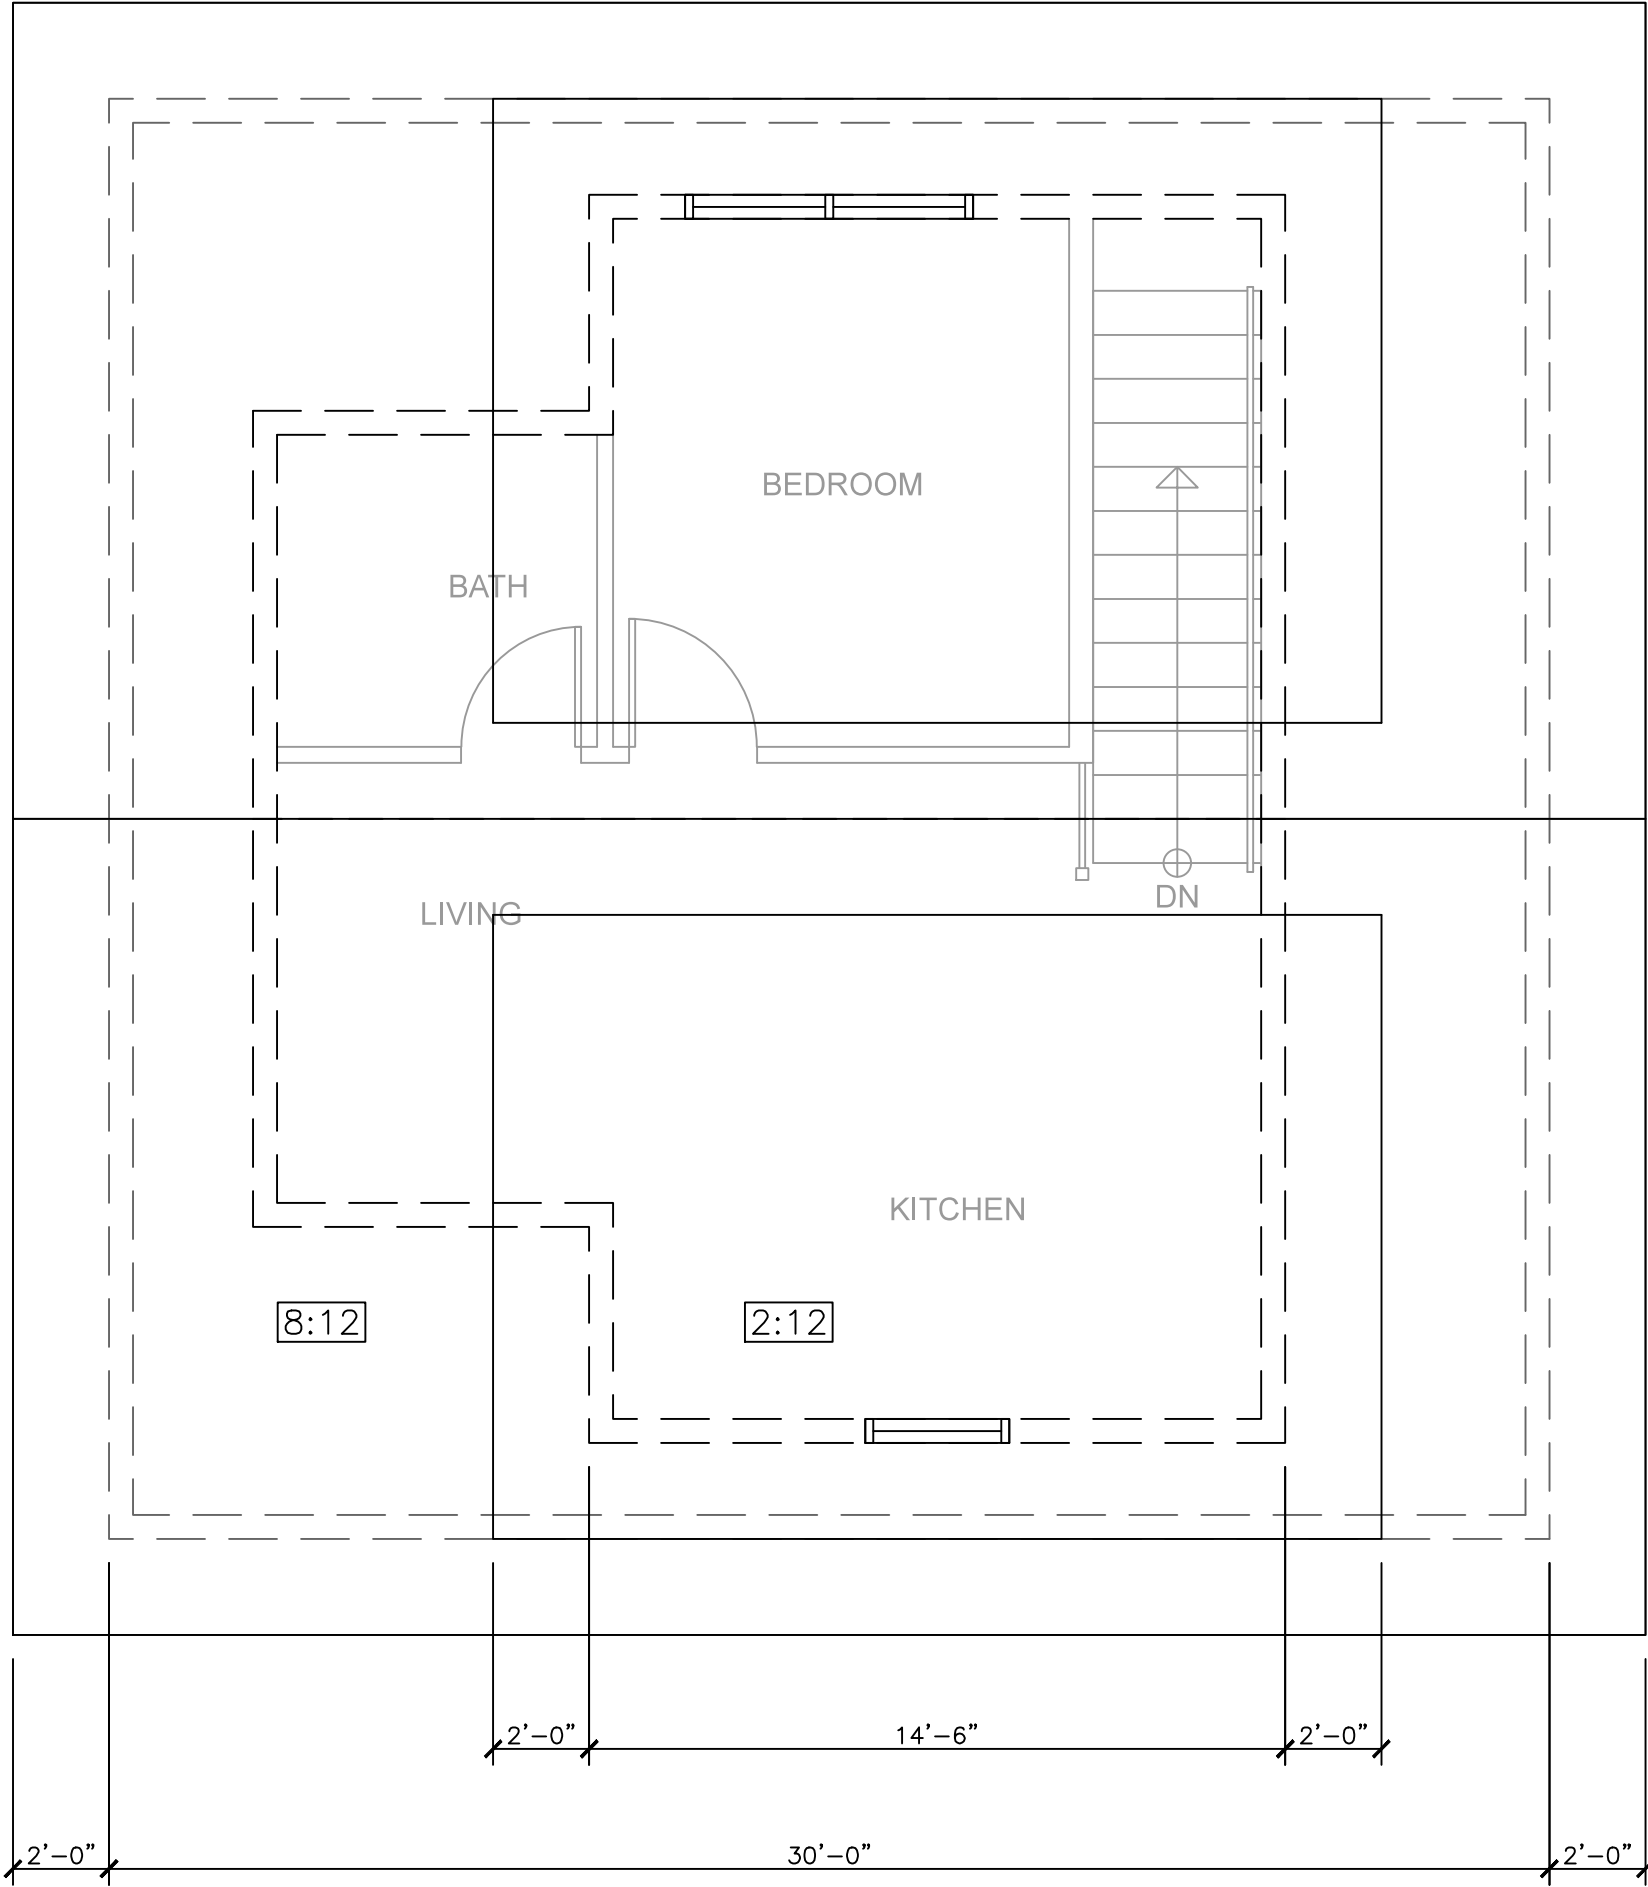 BEDROOM
BATH
DN
LIVING
KITCHEN
8:12
2:12
2'-0"
14'-6"
2'-0"
2'-0"
30'-0"
2'-0"